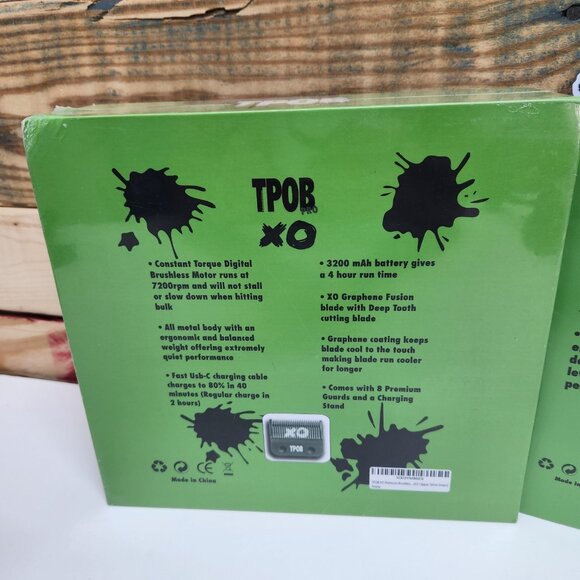 TPOB
TPOB
PRO
XO
• Constant Torque Digital
Brushless Motor runs at
7200rpm and will not stall
or slow down when hitting
bulk
• All metal body with an
ergonomic and balanced
weight offering extremely
quiet performance
• Fast Usb-C charging cable
charges to 80% in 40
minutes (Regular charge in
2 hours)
• 3200 mAh battery gives
a 4 hour run time
• XO Graphene Fusion
blade with Deep Tooth
cutting blade
• Graphene coating keeps
blade cool to the touch
making blade run cooler
for longer
• Comes with 8 Premium
Guards and a Charging
Stand
XO
TPOB
CE
Made in China
Made